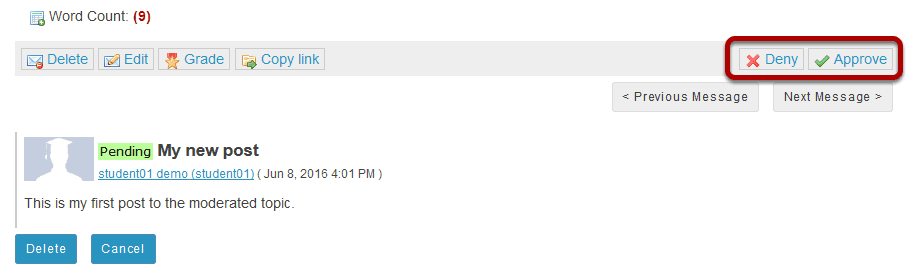 Word Count: (9)
Delete Edit Grade Copy link Deny Approve
< Previous Message Next Message >
Pending My new post
student01 demo (student01) ( Jun 8, 2016 4:01 PM )
This is my first post to the moderated topic.
Delete Cancel